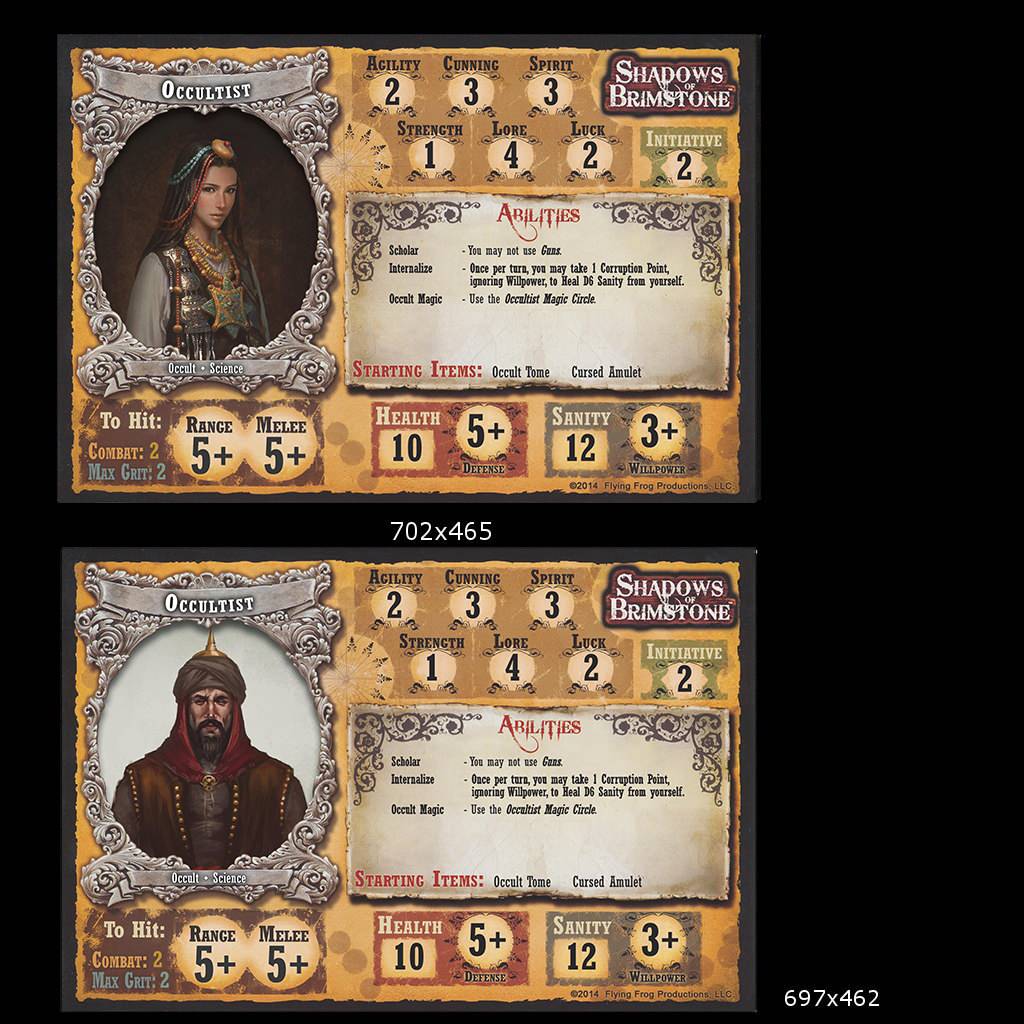 Occultist
Agility Cunning Spirit
2 3 3
Strength Lore Luck
1 4 2
Shadows
of
Brimstone
Initiative
2
Abilities
Scholar - You may not use Guns.
Internalize - Once per turn, you may take 1 Corruption Point,
ignoring Willpower, to Heal D6 Sanity from yourself.
Occult Magic - Use the Occultist Magic Circle.
Starting Items: Occult Tome Cursed Amulet
Occult • Science
To Hit:
Combat: 2
Max Grit: 2
Range Melee
5+ 5+
Health
10
5+
Defense
Sanity
12
3+
Willpower
©2014 Flying Frog Productions, LLC.
702x465
Occultist
Agility Cunning Spirit
2 3 3
Strength Lore Luck
1 4 2
Shadows
of
Brimstone
Initiative
2
Abilities
Scholar - You may not use Guns.
Internalize - Once per turn, you may take 1 Corruption Point,
ignoring Willpower, to Heal D6 Sanity from yourself.
Occult Magic - Use the Occultist Magic Circle.
Starting Items: Occult Tome Cursed Amulet
Occult • Science
To Hit:
Combat: 2
Max Grit: 2
Range Melee
5+ 5+
Health
10
5+
Defense
Sanity
12
3+
Willpower
©2014 Flying Frog Productions, LLC.
697x462